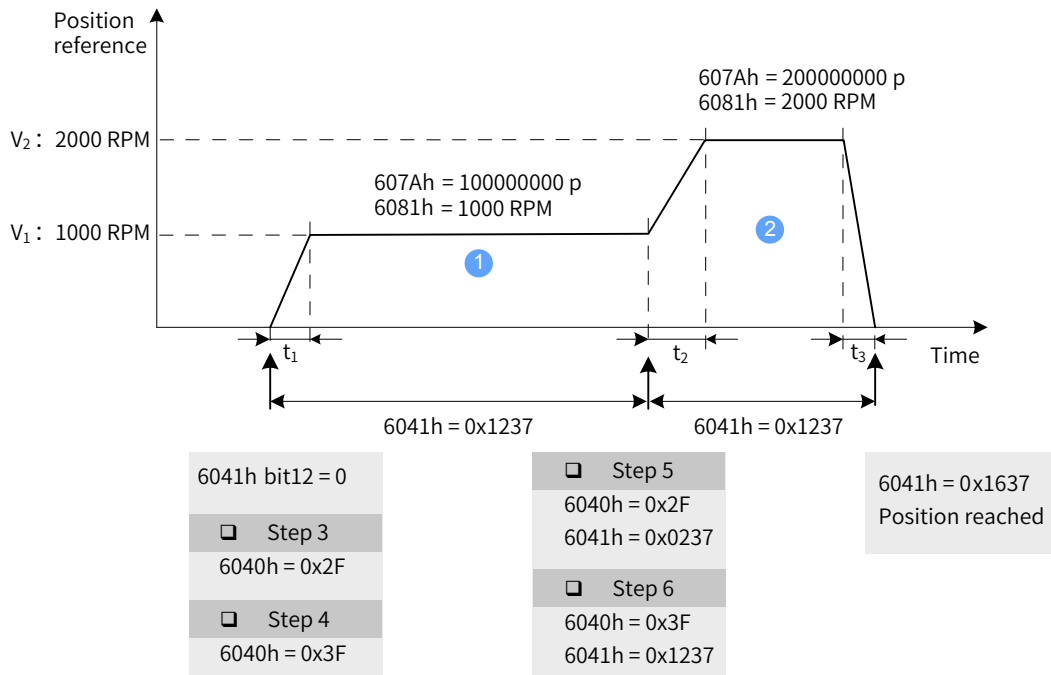 Position
reference
607Ah = 200000000 p
6081h = 2000 RPM
V₂： 2000 RPM
607Ah = 100000000 p
6081h = 1000 RPM
V₁： 1000 RPM
1
2
t₁
t₂
t₃
Time
6041h = 0x1237
6041h = 0x1237
6041h bit12 = 0
❑ Step 3
6040h = 0x2F
❑ Step 4
6040h = 0x3F
❑ Step 5
6040h = 0x2F
6041h = 0x0237
❑ Step 6
6040h = 0x3F
6041h = 0x1237
6041h = 0x1637
Position reached